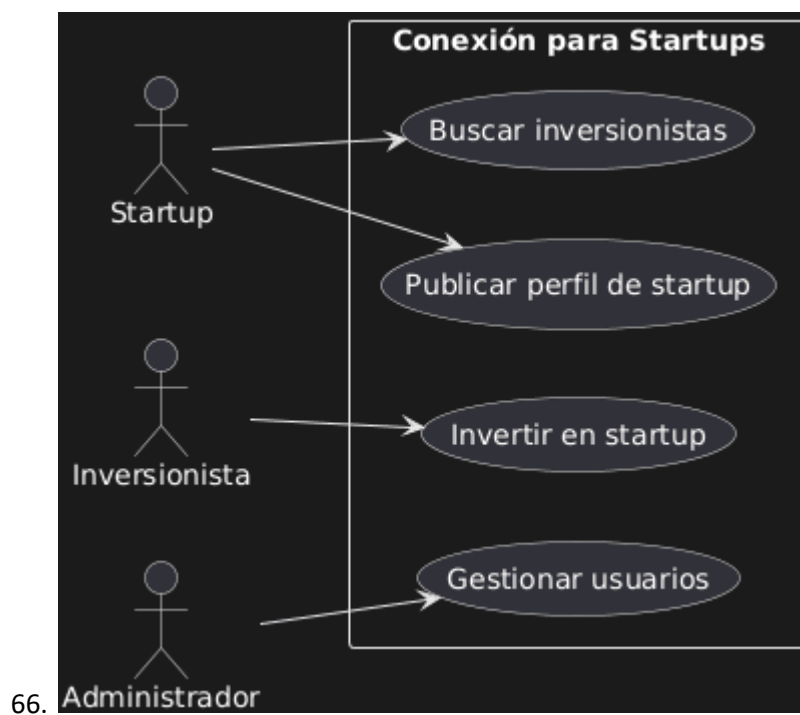 Conexión para Startups
Buscar inversionistas
Startup
Publicar perfil de startup
Invertir en startup
Inversionista
Gestionar usuarios
66. Administrador